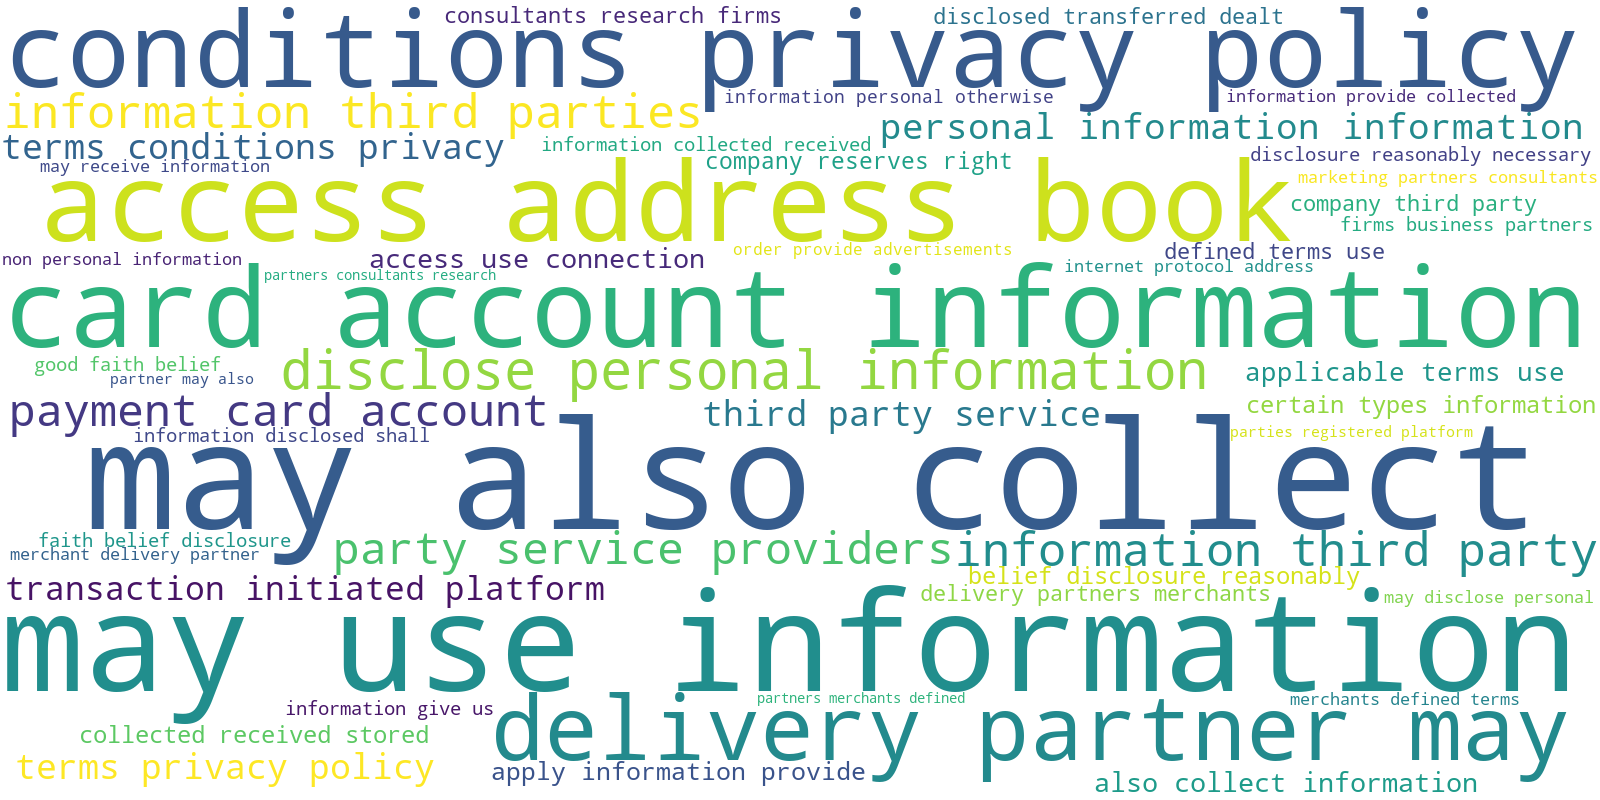 consultants research firms
disclosed transferred dealt
conditions privacy policy
information third parties
information personal otherwise
information provide collected
personal information information
terms conditions privacy
information collected received
company reserves right
disclosure reasonably necessary
may receive information
access address book
marketing partners consultants
company third party
firms business partners
non personal information
access use connection
order provide advertisements
defined terms use
partners consultants research
internet protocol address
card account information
good faith belief
partner may also
disclose personal information
applicable terms use
payment card account
third party service
certain types information
information disclosed shall
parties registered platform
may also collect
faith belief disclosure
merchant delivery partner
party service providers
information third party
transaction initiated platform
belief disclosure reasonably
delivery partners merchants
may disclose personal
may use information
information give us
partners merchants defined
merchants defined terms
collected received stored
delivery partner may
terms privacy policy
apply information provide
also collect information